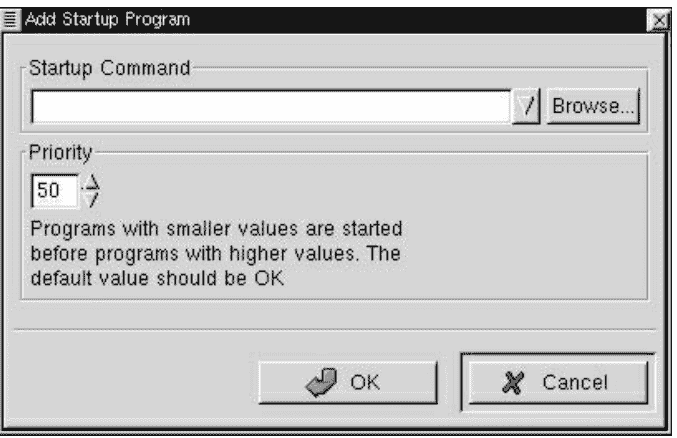 Add Startup Program
Startup Command
Browse...
Priority
50
Programs with smaller values are started
before programs with higher values. The
default value should be OK
OK
Cancel